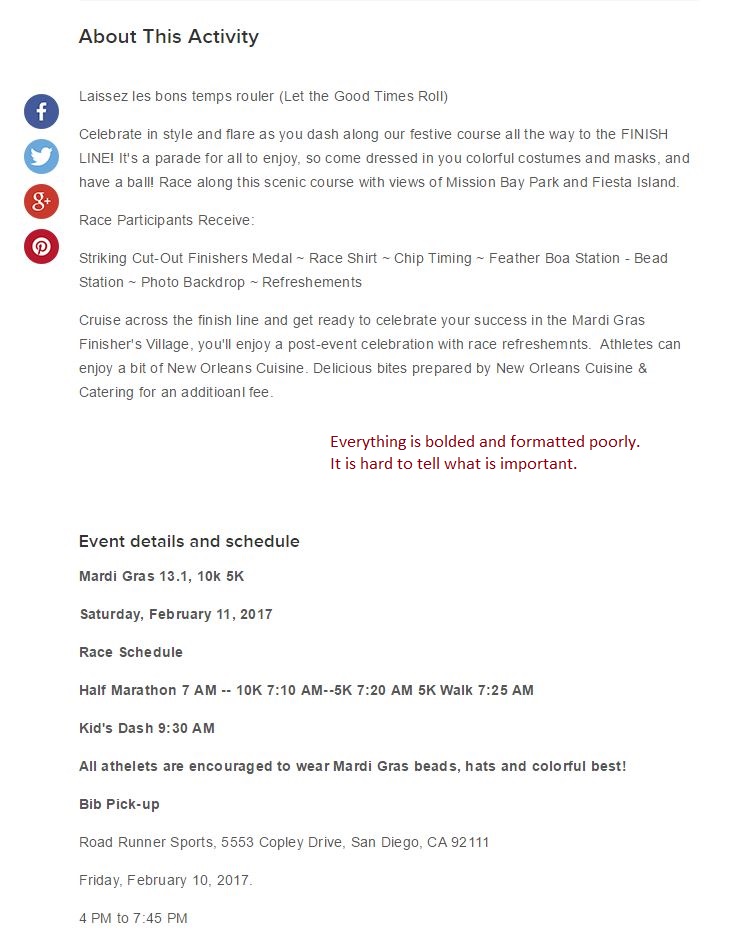 About This Activity
Laissez les bons temps rouler (Let the Good Times Roll)
Celebrate in style and flare as you dash along our festive course all the way to the FINISH
LINE! It's a parade for all to enjoy, so come dressed in you colorful costumes and masks, and
have a ball! Race along this scenic course with views of Mission Bay Park and Fiesta Island.
Race Participants Receive:
Striking Cut-Out Finishers Medal ~ Race Shirt ~ Chip Timing ~ Feather Boa Station - Bead
Station ~ Photo Backdrop ~ Refreshements
Cruise across the finish line and get ready to celebrate your success in the Mardi Gras
Finisher's Village, you'll enjoy a post-event celebration with race refreshemnts.  Athletes can
enjoy a bit of New Orleans Cuisine. Delicious bites prepared by New Orleans Cuisine &
Catering for an additioanl fee.
Everything is bolded and formatted poorly.
It is hard to tell what is important.
Event details and schedule
Mardi Gras 13.1, 10k 5K
Saturday, February 11, 2017
Race Schedule
Half Marathon 7 AM -- 10K 7:10 AM--5K 7:20 AM 5K Walk 7:25 AM
Kid's Dash 9:30 AM
All athelets are encouraged to wear Mardi Gras beads, hats and colorful best!
Bib Pick-up
Road Runner Sports, 5553 Copley Drive, San Diego, CA 92111
Friday, February 10, 2017.
4 PM to 7:45 PM